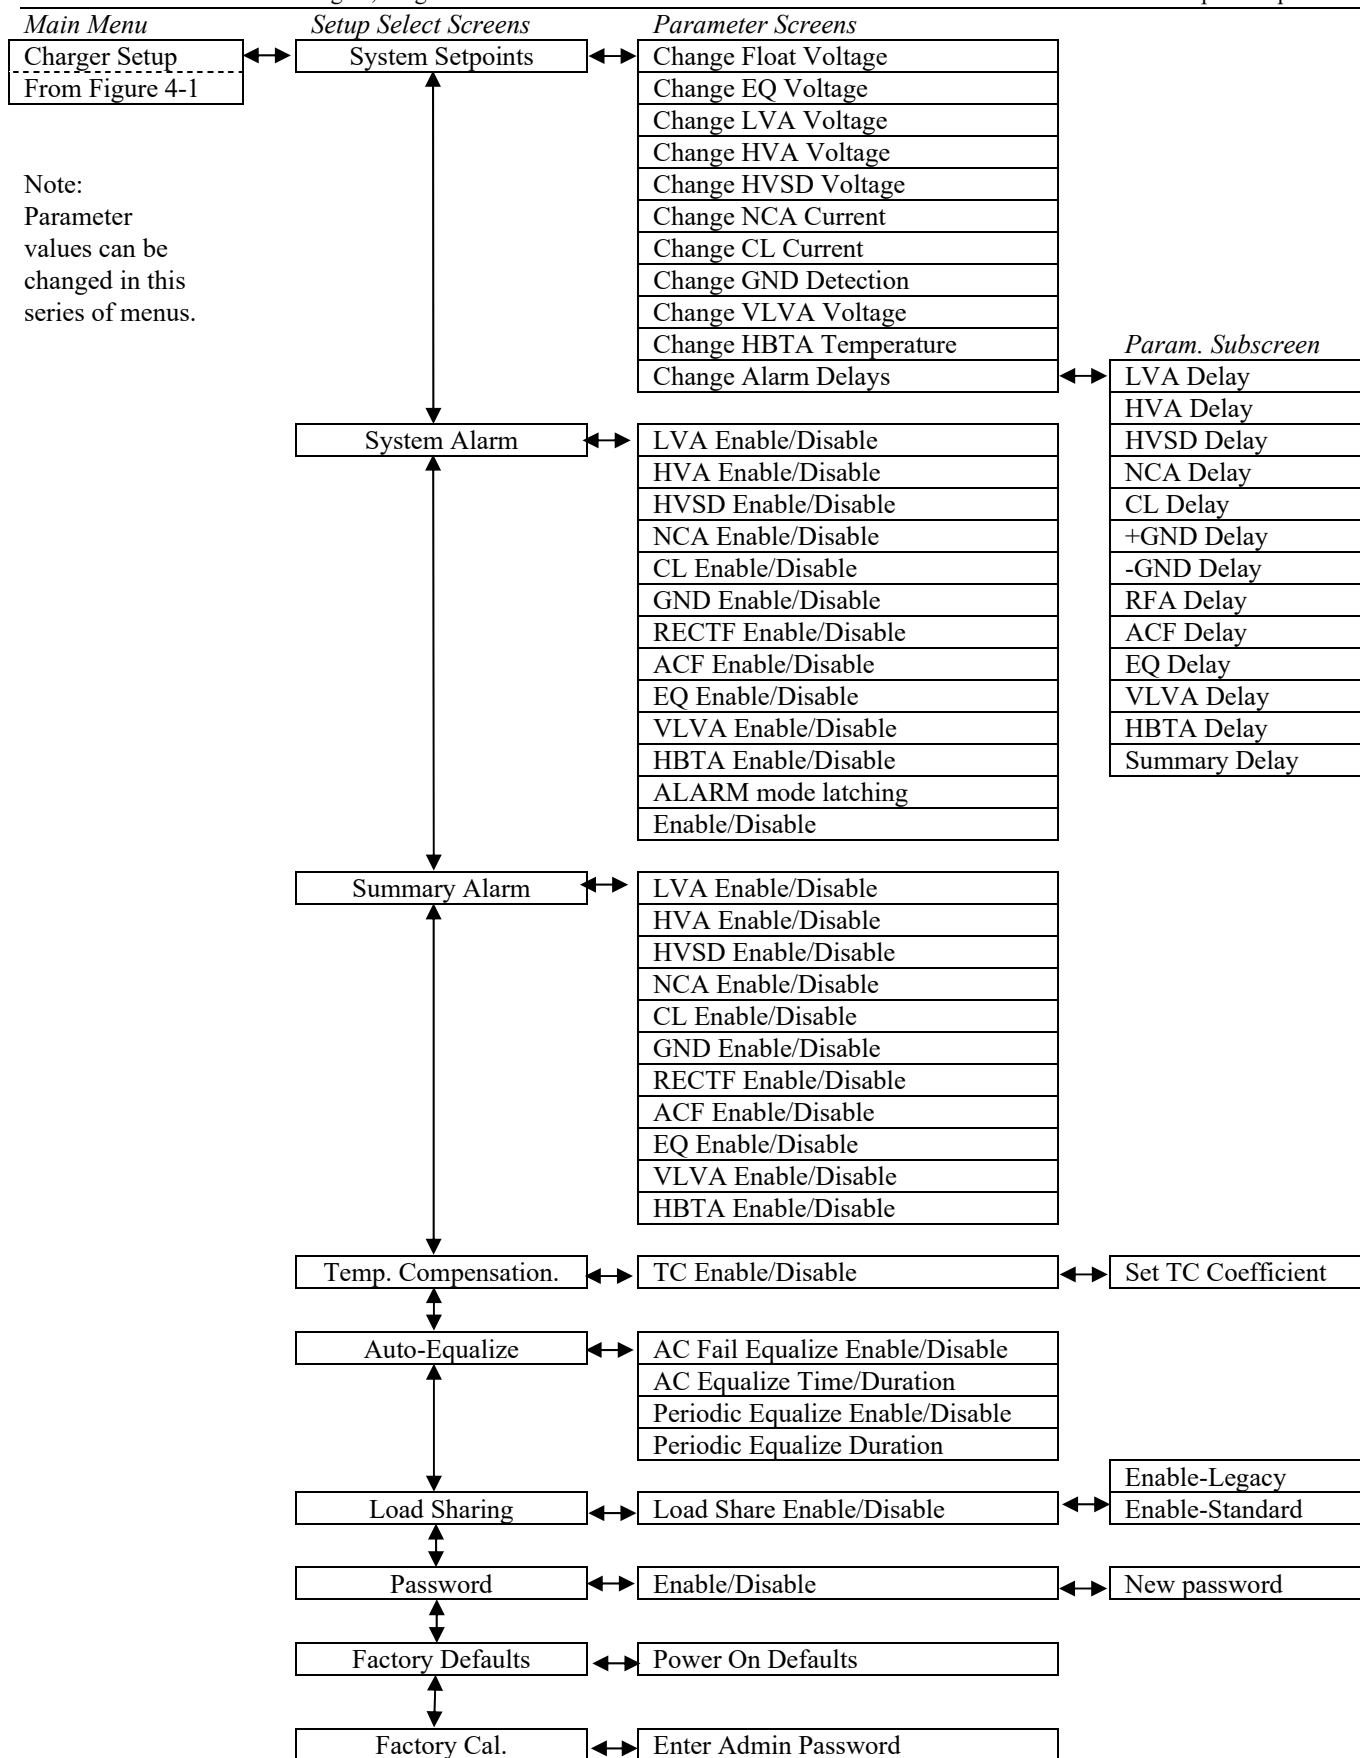 Main Menu
Setup Select Screens
Parameter Screens
Charger Setup
From Figure 4-1
Note:
Parameter
values can be
changed in this
series of menus.
System Setpoints
Change Float Voltage
Change EQ Voltage
Change LVA Voltage
Change HVA Voltage
Change HVSD Voltage
Change NCA Current
Change CL Current
Change GND Detection
Change VLVA Voltage
Change HBTA Temperature
Change Alarm Delays
Param. Subscreen
LVA Delay
HVA Delay
HVSD Delay
NCA Delay
CL Delay
+GND Delay
-GND Delay
RFA Delay
ACF Delay
EQ Delay
VLVA Delay
HBTA Delay
Summary Delay
System Alarm
LVA Enable/Disable
HVA Enable/Disable
HVSD Enable/Disable
NCA Enable/Disable
CL Enable/Disable
GND Enable/Disable
RECTF Enable/Disable
ACF Enable/Disable
EQ Enable/Disable
VLVA Enable/Disable
HBTA Enable/Disable
ALARM mode latching
Enable/Disable
Summary Alarm
LVA Enable/Disable
HVA Enable/Disable
HVSD Enable/Disable
NCA Enable/Disable
CL Enable/Disable
GND Enable/Disable
RECTF Enable/Disable
ACF Enable/Disable
EQ Enable/Disable
VLVA Enable/Disable
HBTA Enable/Disable
Temp. Compensation.
TC Enable/Disable
Set TC Coefficient
Auto-Equalize
AC Fail Equalize Enable/Disable
AC Equalize Time/Duration
Periodic Equalize Enable/Disable
Periodic Equalize Duration
Load Sharing
Load Share Enable/Disable
Enable-Legacy
Enable-Standard
Password
Enable/Disable
New password
Factory Defaults
Power On Defaults
Factory Cal.
Enter Admin Password